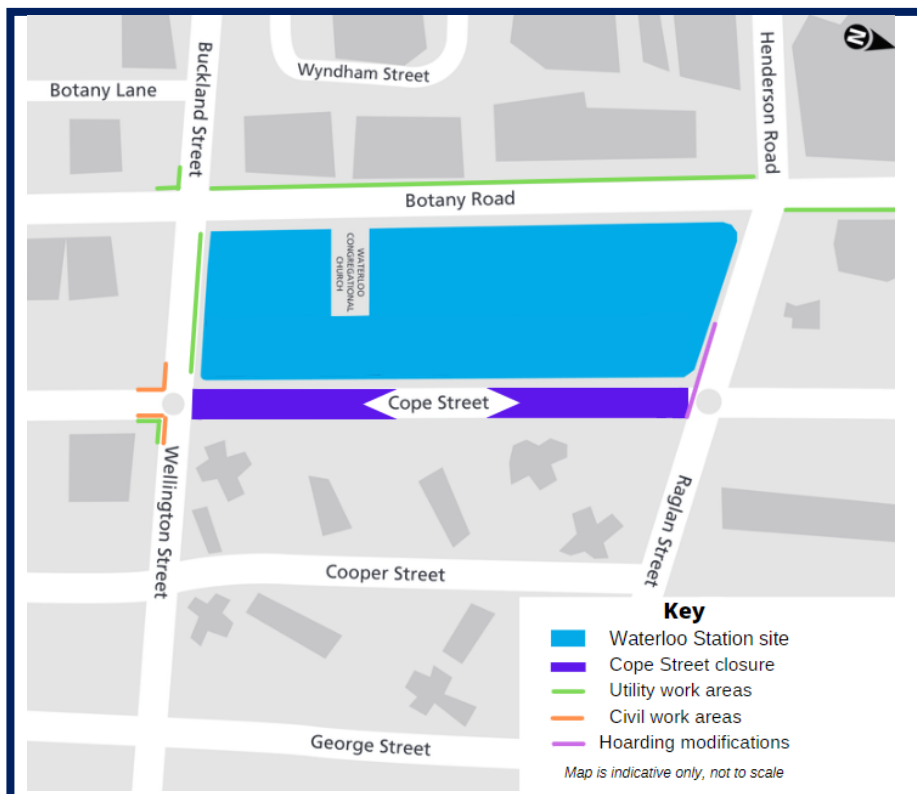 Buckland Street
Wyndham Street
Henderson Road
N
Botany Lane
Botany Road
WATERLOO
CONGREGATIONAL
CHURCH
Cope Street
Wellington Street
Raglan Street
Cooper Street
George Street
Key
Waterloo Station site
Cope Street closure
Utility work areas
Civil work areas
Hoarding modifications
Map is indicative only, not to scale